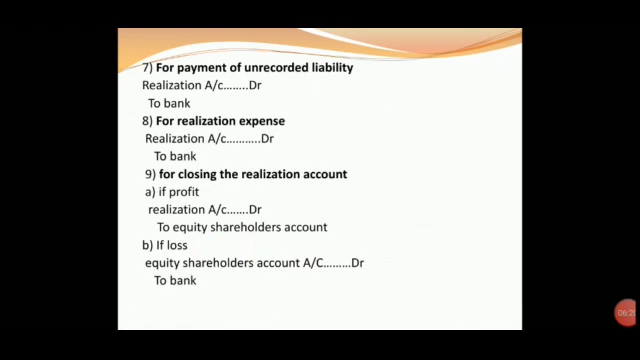 7) For payment of unrecorded liability
Realization A/c……..Dr
To bank
8) For realization expense
Realization A/c………..Dr
To bank
9) for closing the realization account
a) if profit
realization A/c…….Dr
To equity shareholders account
b) If loss
equity shareholders account A/C………Dr
To bank